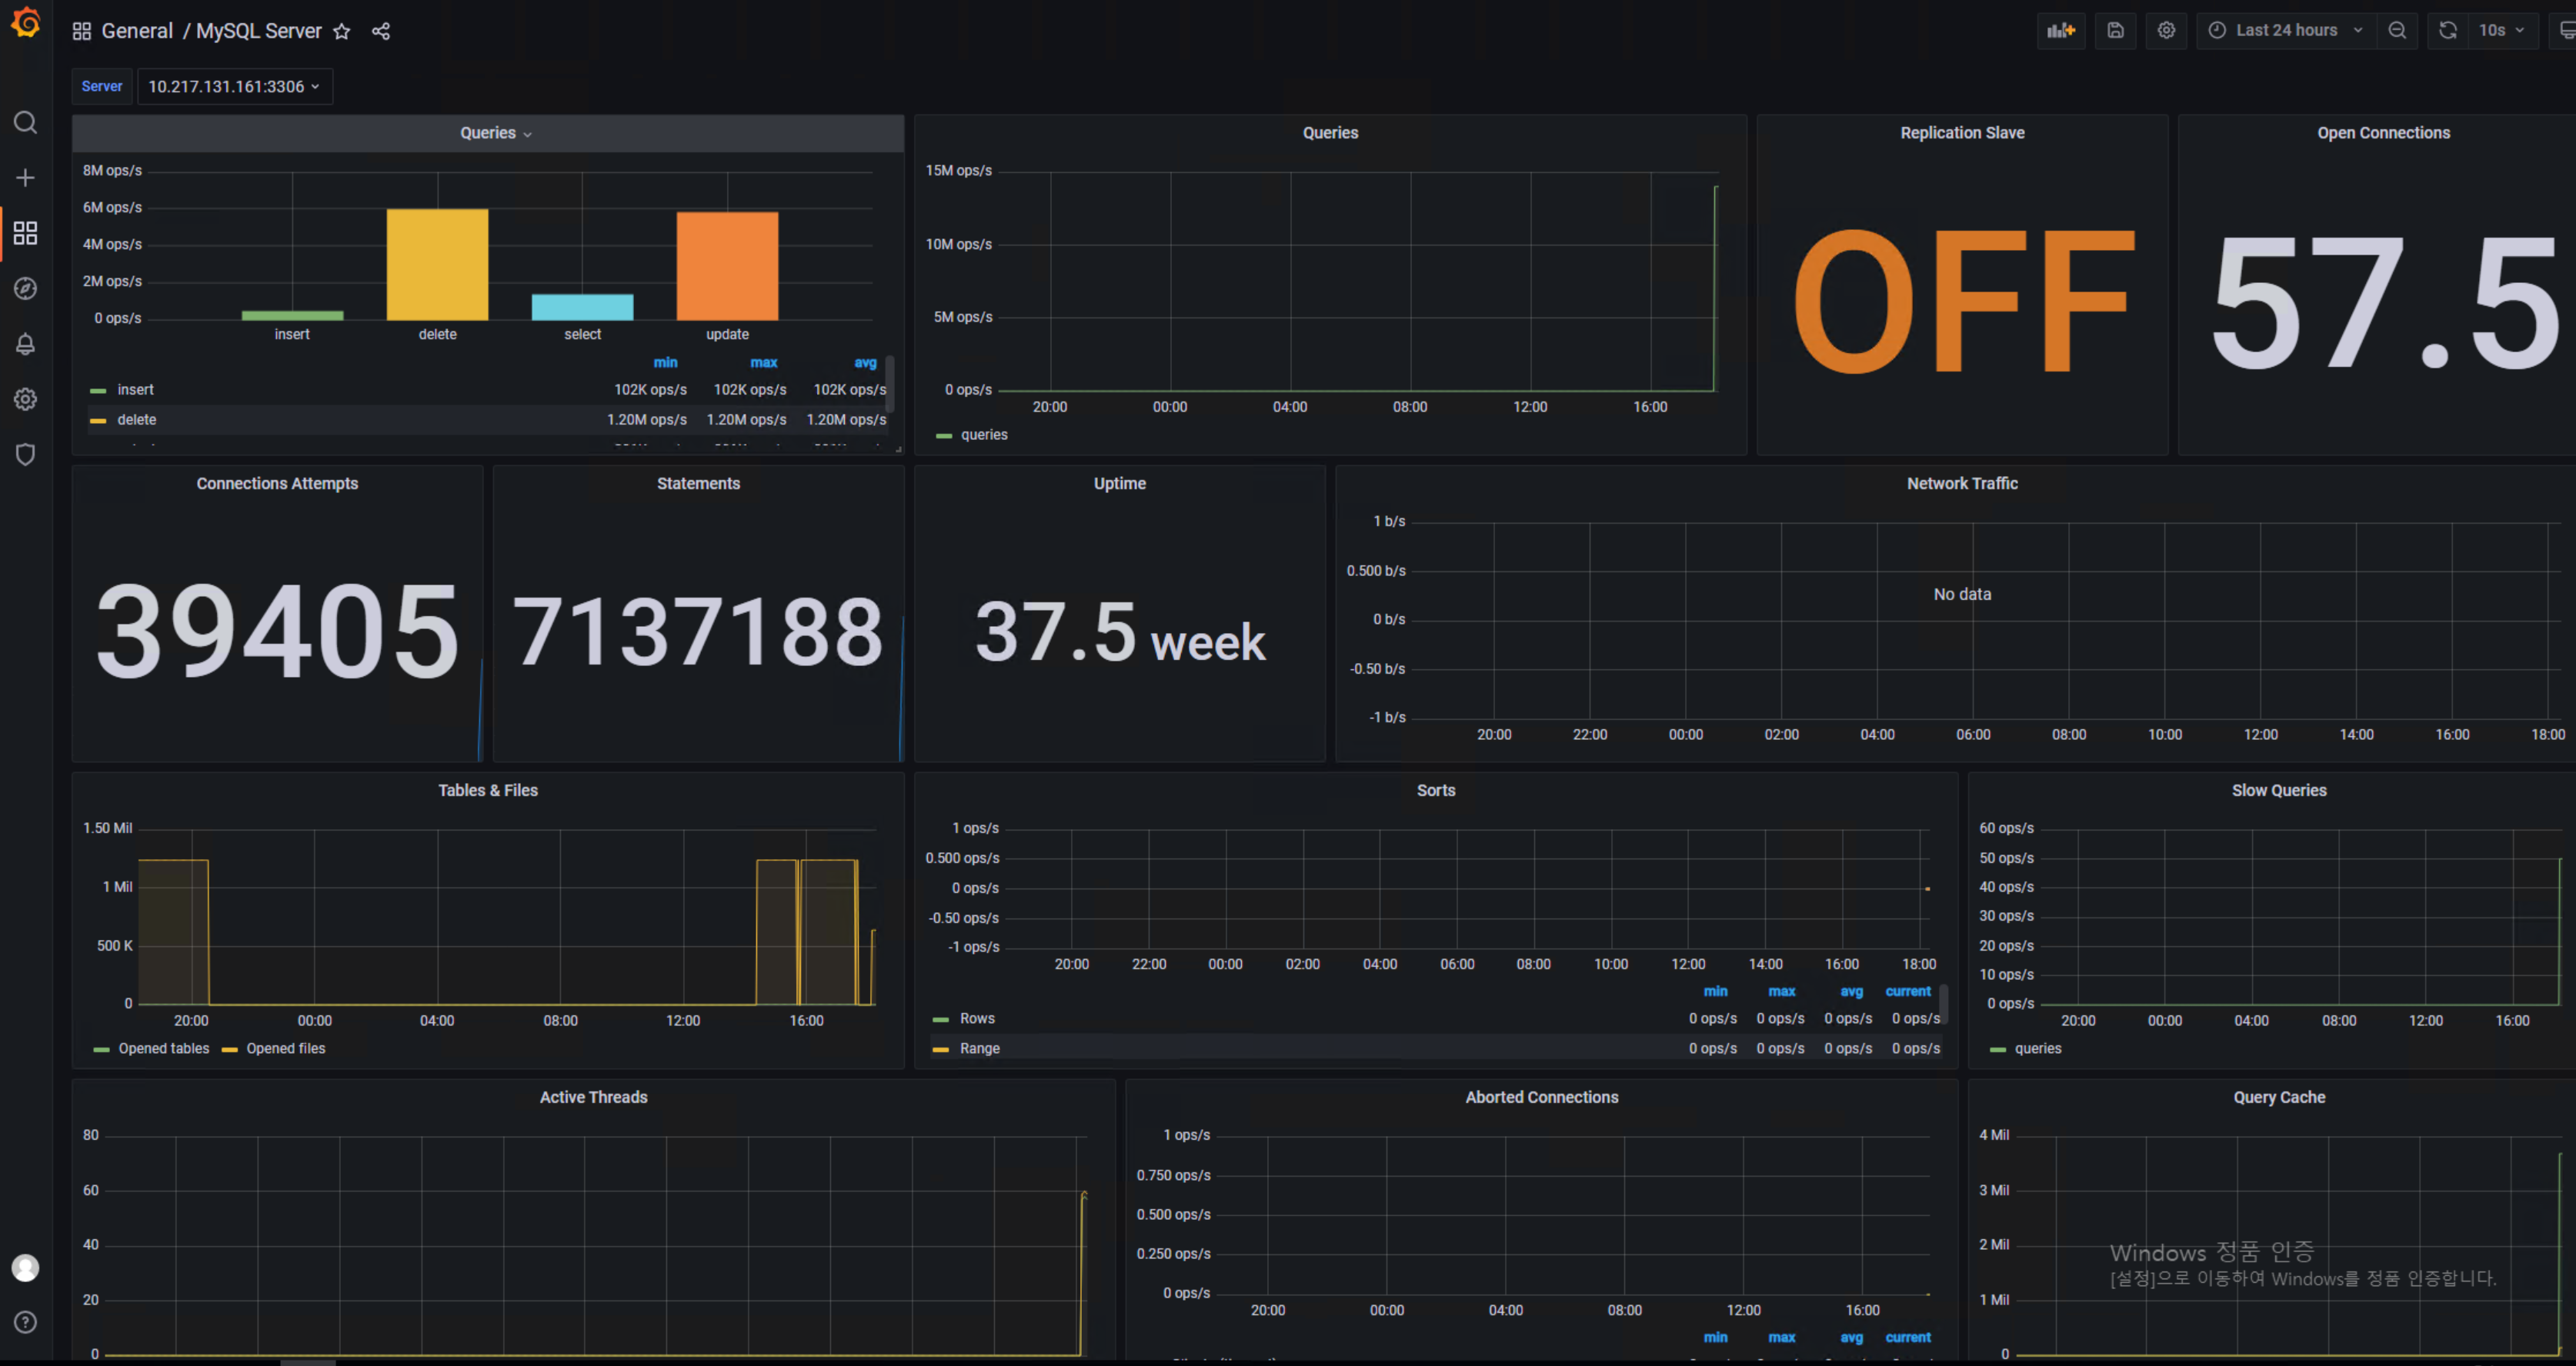 General / MySQL Server
Last 24 hours
10s
Server 10.217.131.161:3306
Queries
8M ops/s
6M ops/s
4M ops/s
2M ops/s
0 ops/s
insert delete select update
min max avg
insert 102K ops/s 102K ops/s 102K ops/s
delete 1.20M ops/s 1.20M ops/s 1.20M ops/s
Queries
15M ops/s
10M ops/s
5M ops/s
0 ops/s
20:00 00:00 04:00 08:00 12:00 16:00
queries
Replication Slave
OFF
Open Connections
57.5
Connections Attempts
39405
Statements
7137188
Uptime
37.5 week
Network Traffic
1 b/s
0.500 b/s
0 b/s
-0.50 b/s
-1 b/s
No data
20:00 22:00 00:00 02:00 04:00 06:00 08:00 10:00 12:00 14:00 16:00 18:00
Tables & Files
1.50 Mil
1 Mil
500 K
0
20:00 00:00 04:00 08:00 12:00 16:00
Opened tables Opened files
Sorts
1 ops/s
0.500 ops/s
0 ops/s
-0.50 ops/s
-1 ops/s
20:00 22:00 00:00 02:00 04:00 06:00 08:00 10:00 12:00 14:00 16:00 18:00
min max avg current
Rows 0 ops/s 0 ops/s 0 ops/s 0 ops/s
Range 0 ops/s 0 ops/s 0 ops/s 0 ops/s
Slow Queries
60 ops/s
50 ops/s
40 ops/s
30 ops/s
20 ops/s
10 ops/s
0 ops/s
20:00 00:00 04:00 08:00 12:00 16:00
queries
Active Threads
80
60
40
20
0
Aborted Connections
1 ops/s
0.750 ops/s
0.500 ops/s
0.250 ops/s
0 ops/s
20:00 00:00 04:00 08:00 12:00 16:00
min max avg current
Query Cache
4 Mil
3 Mil
2 Mil
1 Mil
0
Windows 정품 인증
[설정]으로 이동하여 Windows를 정품 인증합니다.